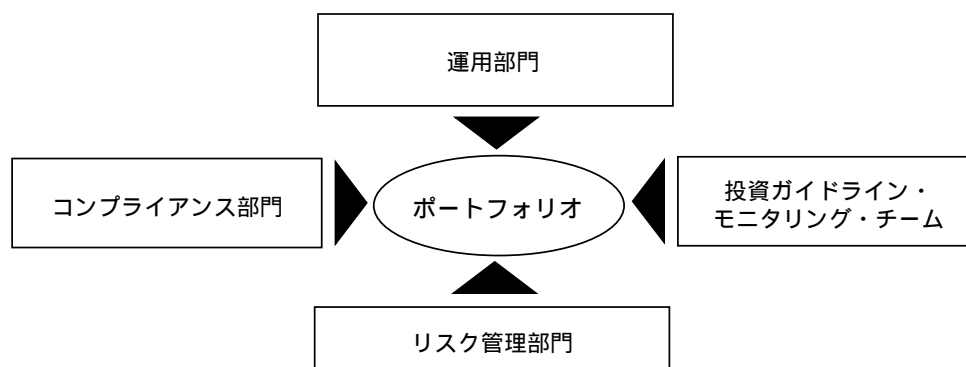 運用部門
コンプライアンス部門
ポートフォリオ
投資ガイドライン・
モニタリング・チーム
リスク管理部門